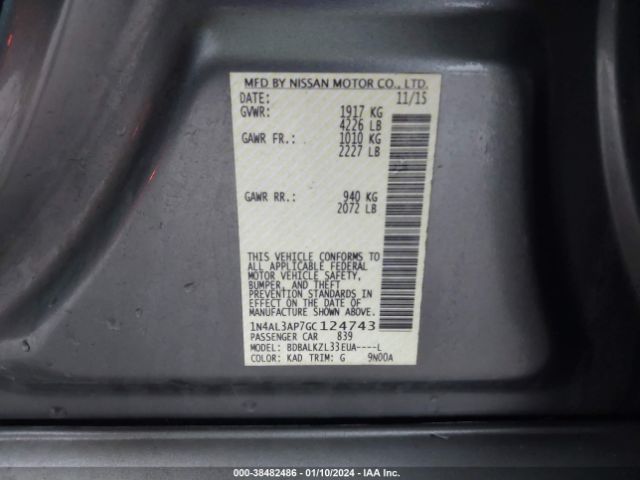 MFD BY NISSAN MOTOR CO., LTD.
DATE: 11/15
GVWR: 1917 KG
4226 LB
GAWR FR.: 1010 KG
2227 LB
GAWR RR.: 940 KG
2072 LB
THIS VEHICLE CONFORMS TO
ALL APPLICABLE FEDERAL
MOTOR VEHICLE SAFETY,
BUMPER, AND THEFT
PREVENTION STANDARDS IN
EFFECT ON THE DATE OF
MANUFACTURE SHOWN ABOVE.
1N4AL3AP7GC124743
PASSENGER CAR 839
MODEL: BDBALKZL33EUA----L
COLOR: KAD TRIM: G 9N00A
000-38482486 - 01/10/2024 - IAA Inc.